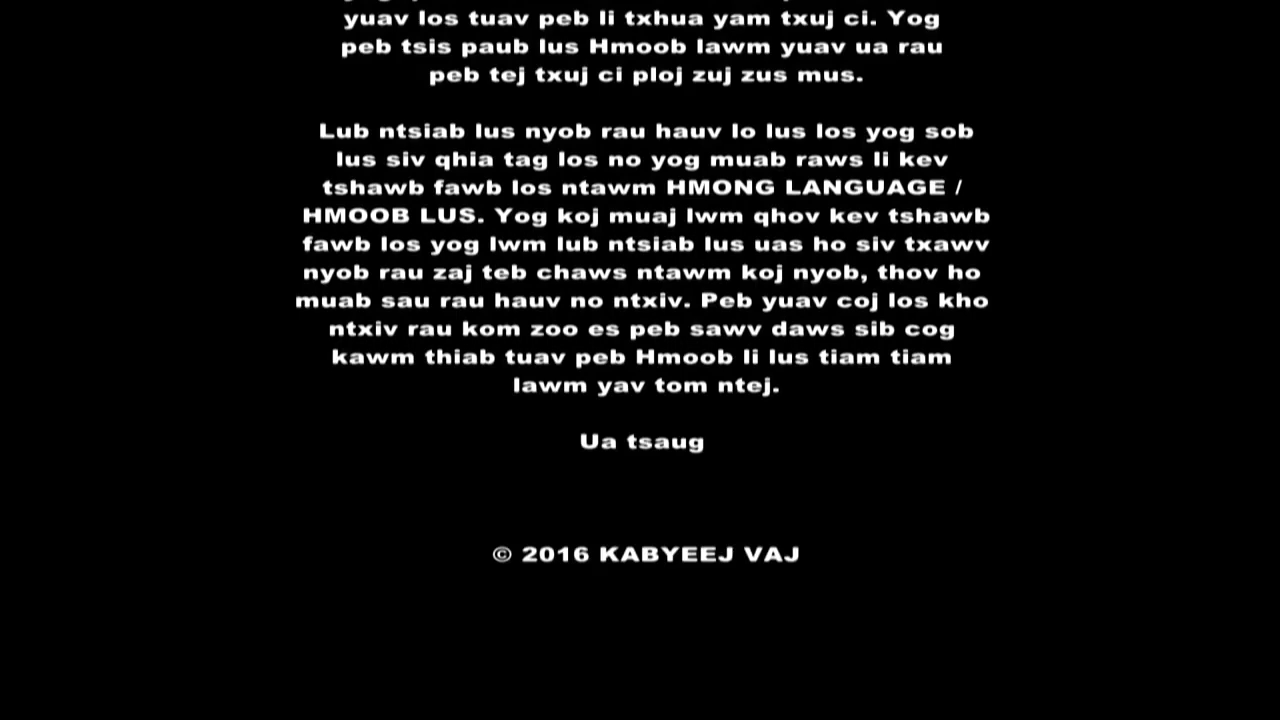 yuav los tuav peb li txhua yam txuj ci. Yog
peb tsis paub lus Hmoob lawm yuav ua rau
peb tej txuj ci ploj zuj zus mus.
Lub ntsiab lus nyob rau hauv lo lus los yog sob
lus siv qhia tag los no yog muab raws li kev
tshawb fawb los ntawm HMONG LANGUAGE /
HMOOB LUS. Yog koj muaj lwm qhov kev tshawb
fawb los yog lwm lub ntsiab lus uas ho siv txawv
nyob rau zaj teb chaws ntawm koj nyob, thov ho
muab sau rau hauv no ntxiv. Peb yuav coj los kho
ntxiv rau kom zoo es peb sawv daws sib cog
kawm thiab tuav peb Hmoob li lus tiam tiam
lawm yav tom ntej.
Ua tsaug
© 2016 KABYEEJ VAJ